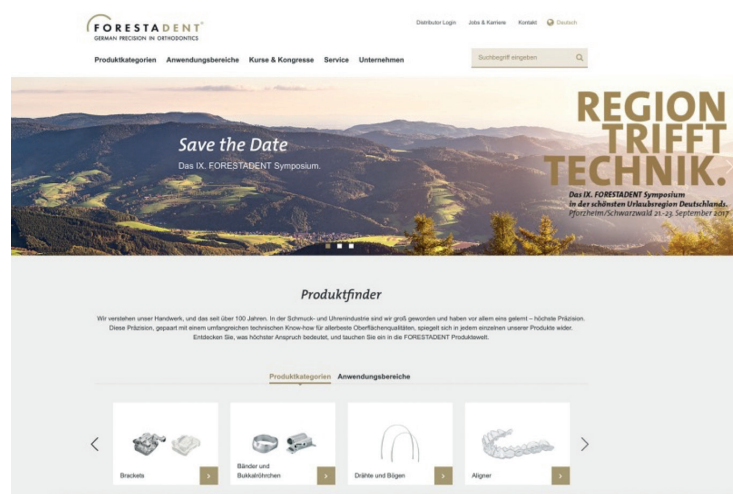 FORESTADENT
GERMAN PRECISION IN ORTHODONTICS
Distributor Login Jobs & Karriere Kontakt Deutsch
Produktkategorien Anwendungsbereiche Kurse & Kongresse Service Unternehmen
Suchbegriff eingeben
Save the Date
Das IX. FORESTADENT Symposium.
REGION
TRIFFT
TECHNIK.
Das IX. FORESTADENT Symposium
in der schönsten Urlaubsregion Deutschlands.
Pforzheim/Schwarzwald 21.-23. September 2017
Produktfinder
Wir verstehen unser Handwerk, und das seit über 100 Jahren. In der Schmuck- und Uhrenindustrie sind wir groß geworden und haben vor allem eins gelernt – höchste Präzision.
Diese Präzision, gepaart mit einem umfangreichen technischen Know-how für allerbeste Oberflächenqualitäten, spiegelt sich in jedem einzelnen unserer Produkte wider.
Entdecken Sie, was höchster Anspruch bedeutet, und tauchen Sie ein in die FORESTADENT Produktewelt.
Produktkategorien Anwendungsbereiche
Brackets
Bänder und
Bukkalröhrchen
Drähte und Bögen
Aligner